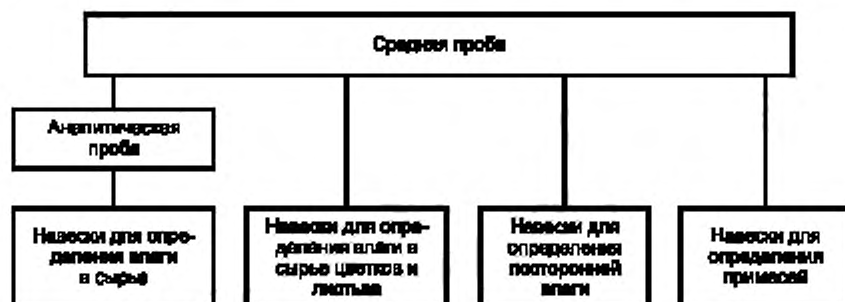 Средняя проба
Аналитическая
проба
Навески для опре-
деления влаги
в сырье
Навески для опре-
деления влаги в
сырье цветков и
листьев
Навески для
определения
посторонней
влаги
Навески для
определения
примесей